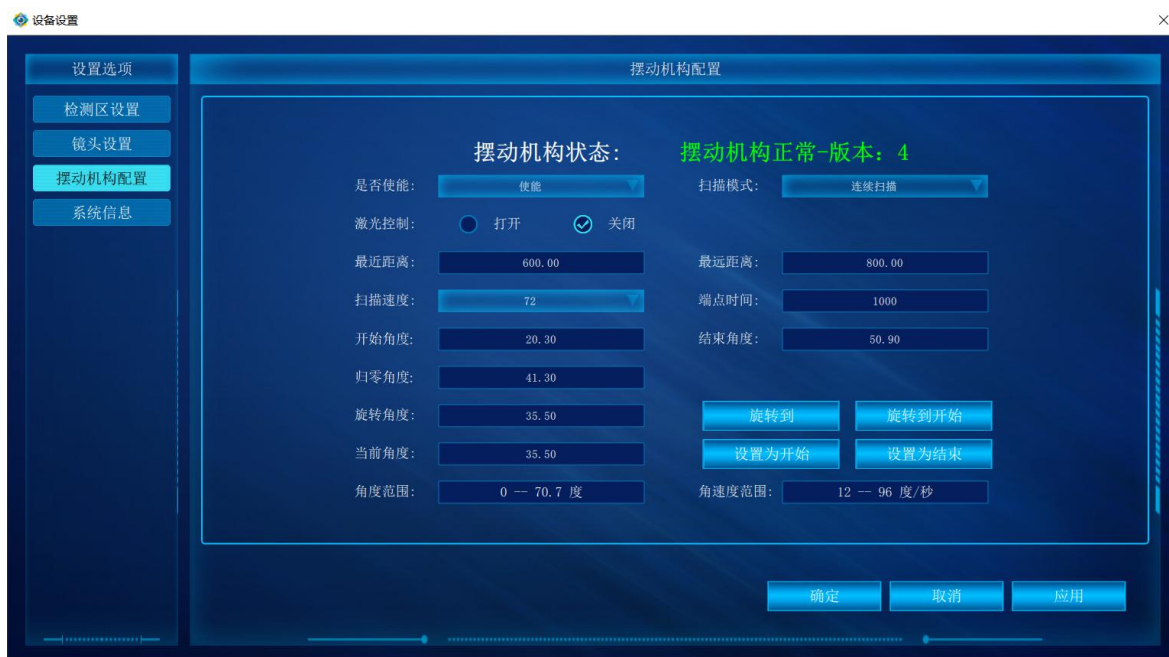 设备设置
设置选项
检测区设置
镜头设置
摆动机构配置
系统信息
摆动机构配置
摆动机构状态: 摆动机构正常-版本: 4
是否使能: 使能 扫描模式: 连续扫描
激光控制: 打开 关闭
最近距离: 600.00 最远距离: 800.00
扫描速度: 72 端点时间: 1000
开始角度: 20.30 结束角度: 50.90
归零角度: 41.30
旋转角度: 35.50 旋转到 旋转到开始
当前角度: 35.50 设置为开始 设置为结束
角度范围: 0 -- 70.7 度 角速度范围: 12 -- 96 度/秒
确定 取消 应用